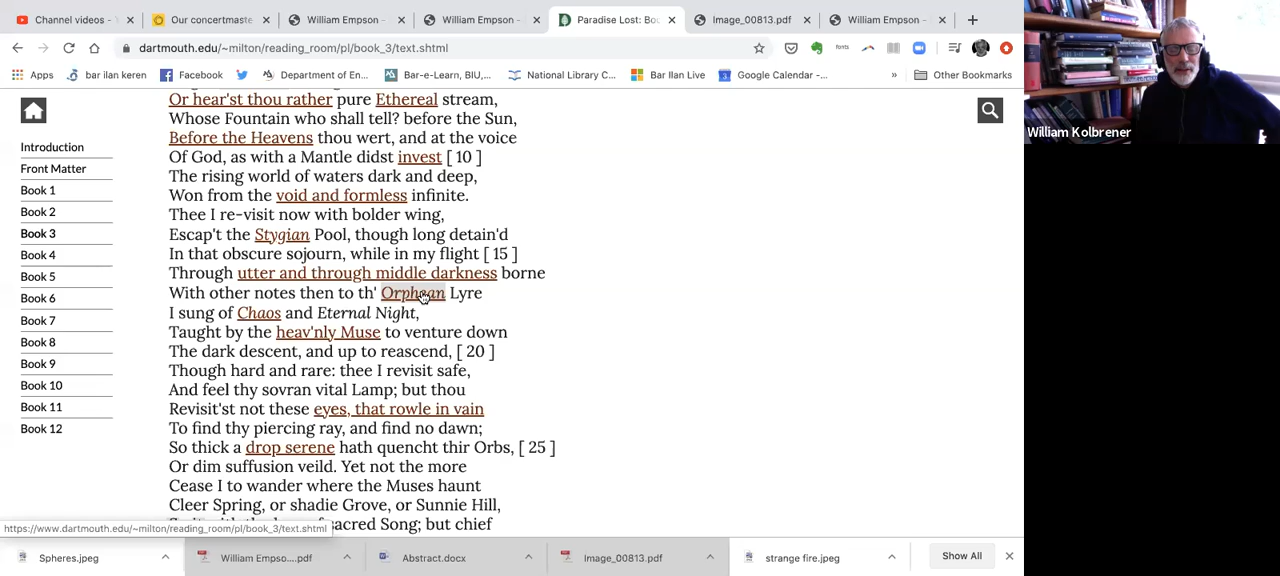 Channel videos - Y
Our concertmaste
William Empson -
William Empson -
Paradise Lost: Bo
Image_00813.pdf
William Empson -
dartmouth.edu/~milton/reading_room/pl/book_3/text.shtml
fonts
Apps
bar ilan keren
Facebook
Department of En...
Bar-e-Learn, BIU,...
National Library C...
Bar Ilan Live
Google Calendar -...
»
Other Bookmarks
William Kolbrener
Introduction
Front Matter
Book 1
Book 2
Book 3
Book 4
Book 5
Book 6
Book 7
Book 8
Book 9
Book 10
Book 11
Book 12
Or hear'st thou rather pure Ethereal stream,
Whose Fountain who shall tell? before the Sun,
Before the Heavens thou wert, and at the voice
Of God, as with a Mantle didst invest [ 10 ]
The rising world of waters dark and deep,
Won from the void and formless infinite.
Thee I re-visit now with bolder wing,
Escap't the Stygian Pool, though long detain'd
In that obscure sojourn, while in my flight [ 15 ]
Through utter and through middle darkness borne
With other notes then to th' Orphean Lyre
I sung of Chaos and Eternal Night,
Taught by the heav'nly Muse to venture down
The dark descent, and up to reascend, [ 20 ]
Though hard and rare: thee I revisit safe,
And feel thy sovran vital Lamp; but thou
Revisit'st not these eyes, that rowle in vain
To find thy piercing ray, and find no dawn;
So thick a drop serene hath quencht thir Orbs, [ 25 ]
Or dim suffusion veild. Yet not the more
Cease I to wander where the Muses haunt
Cleer Spring, or shadie Grove, or Sunnie Hill,
sacred Song; but chief
https://www.dartmouth.edu/~milton/reading_room/pl/book_3/text.shtml
Spheres.jpeg
William Empso....pdf
Abstract.docx
Image_00813.pdf
strange fire.jpeg
Show All